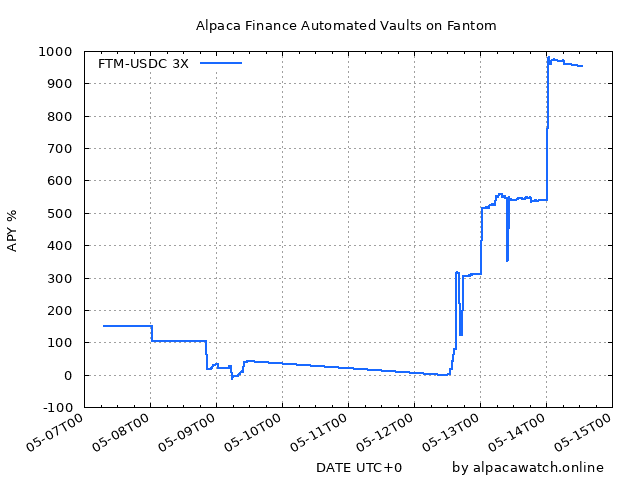 Alpaca Finance Automated Vaults on Fantom
FTM-USDC 3X
APY %
1000
900
800
700
600
500
400
300
200
100
0
-100
05-07T00
05-08T00
05-09T00
05-10T00
05-11T00
05-12T00
05-13T00
05-14T00
05-15T00
DATE UTC+0
by alpacawatch.online